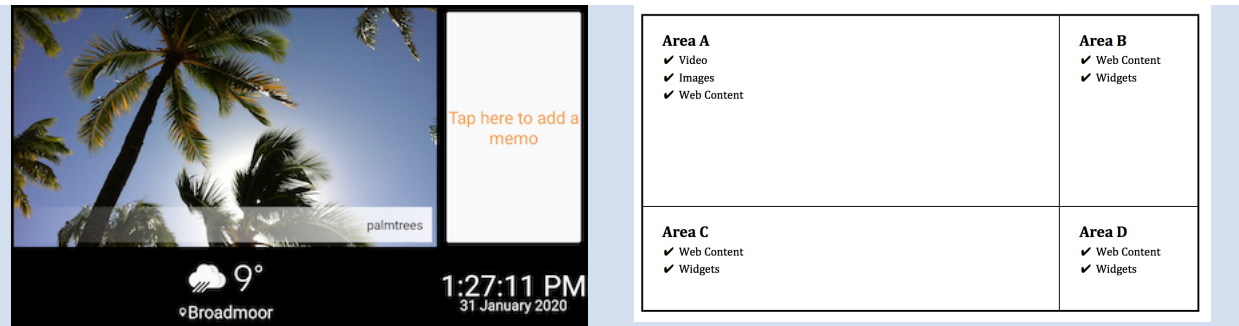 Tap here to add a
memo
palmtrees
9°
Broadmoor
1:27:11 PM
31 January 2020
Area A
✔ Video
✔ Images
✔ Web Content
Area B
✔ Web Content
✔ Widgets
Area C
✔ Web Content
✔ Widgets
Area D
✔ Web Content
✔ Widgets